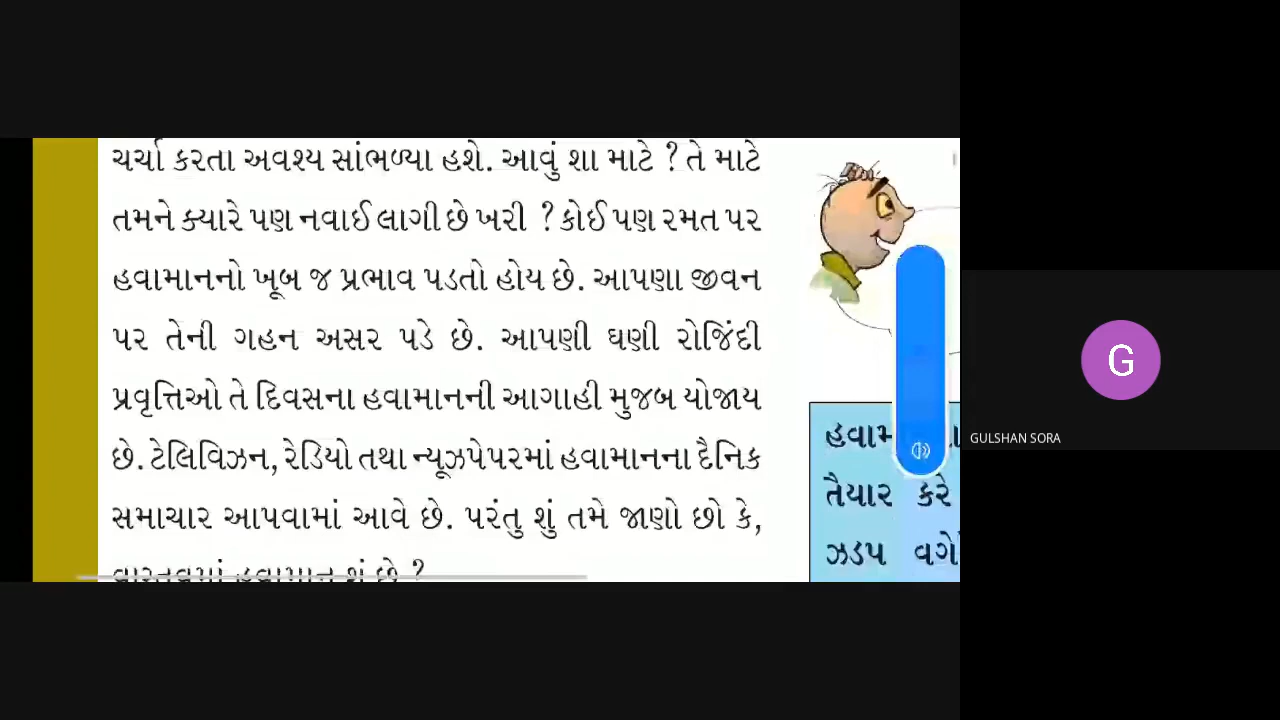 ચર્ચા કરતા અવશ્ય સાંભળ્યા હશે. આવું શા માટે ? તે માટે
તમને ક્યારે પણ નવાઈ લાગી છે ખરી ? કોઈ પણ રમત પર
હવામાનનો ખૂબ જ પ્રભાવ પડતો હોય છે. આપણા જીવન
પર તેની ગહન અસર પડે છે. આપણી ઘણી રોજિંદી
પ્રવૃત્તિઓ તે દિવસના હવામાનની આગાહી મુજબ યોજાય
છે. ટેલિવિઝન, રેડિયો તથા ન્યૂઝપેપરમાં હવામાનના દૈનિક
સમાચાર આપવામાં આવે છે. પરંતુ શું તમે જાણો છો કે,
વાસ્તવમાં હવામાન શું છે ?
તૈયાર કરે
ઝડપ
G
GULSHAN SORA